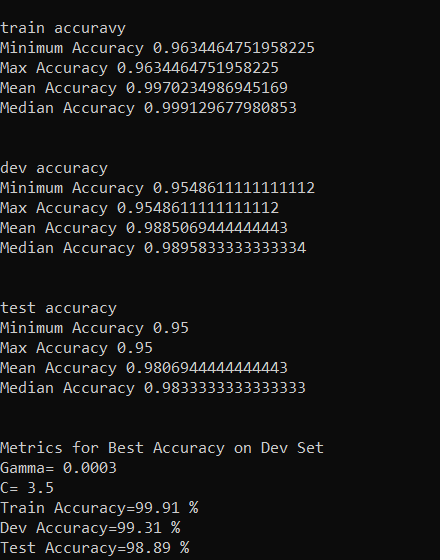 train accuravy
Minimum Accuracy 0.9634464751958225
Max Accuracy 0.9634464751958225
Mean Accuracy 0.9970234986945169
Median Accuracy 0.999129677980853
dev accuracy
Minimum Accuracy 0.9548611111111112
Max Accuracy 0.9548611111111112
Mean Accuracy 0.9885069444444443
Median Accuracy 0.9895833333333334
test accuracy
Minimum Accuracy 0.95
Max Accuracy 0.95
Mean Accuracy 0.9806944444444443
Median Accuracy 0.9833333333333333
Metrics for Best Accuracy on Dev Set
Gamma= 0.0003
C= 3.5
Train Accuracy=99.91 %
Dev Accuracy=99.31 %
Test Accuracy=98.89 %